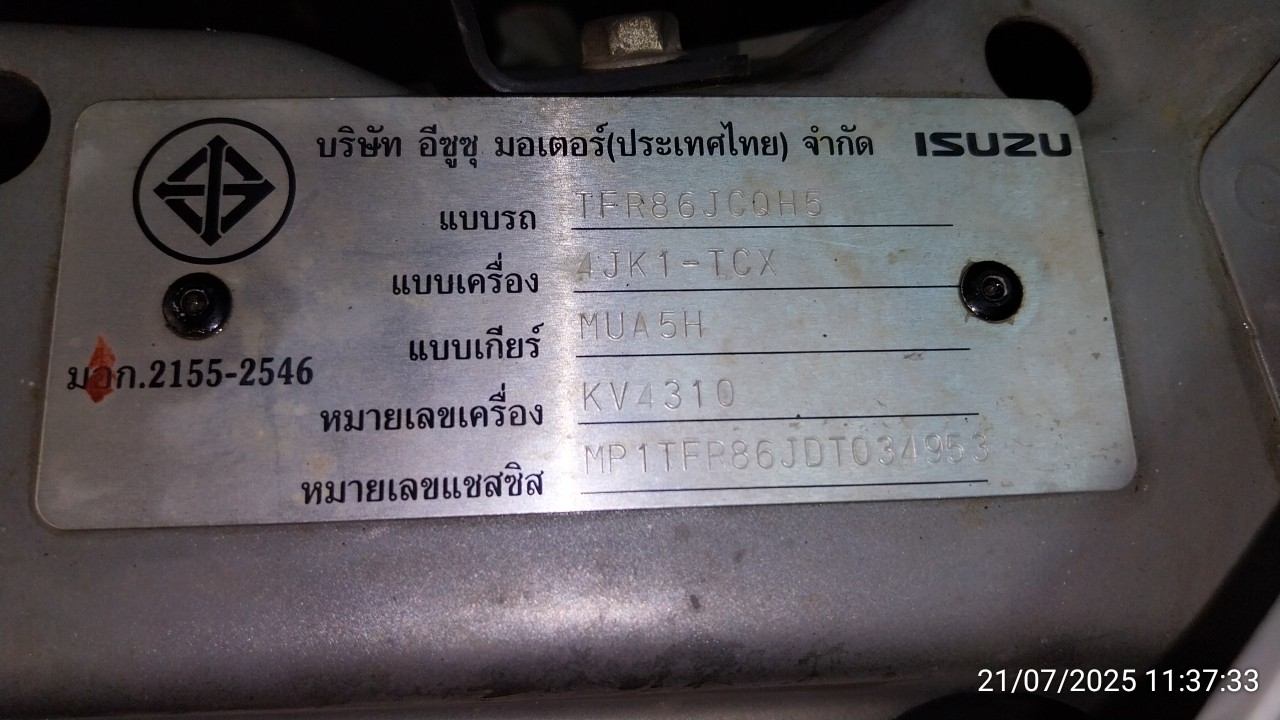 บริษัท อีซูซุ มอเตอร์(ประเทศไทย) จำกัด ISUZU
แบบรถ TFR86JCQH5
แบบเครื่อง 4JK1-TCX
แบบเกียร์ MUA5H
มอก.2155-2546
หมายเลขเครื่อง KV4310
หมายเลขแชสซิส MP1TFR86JDT034953
21/07/2025 11:37:33